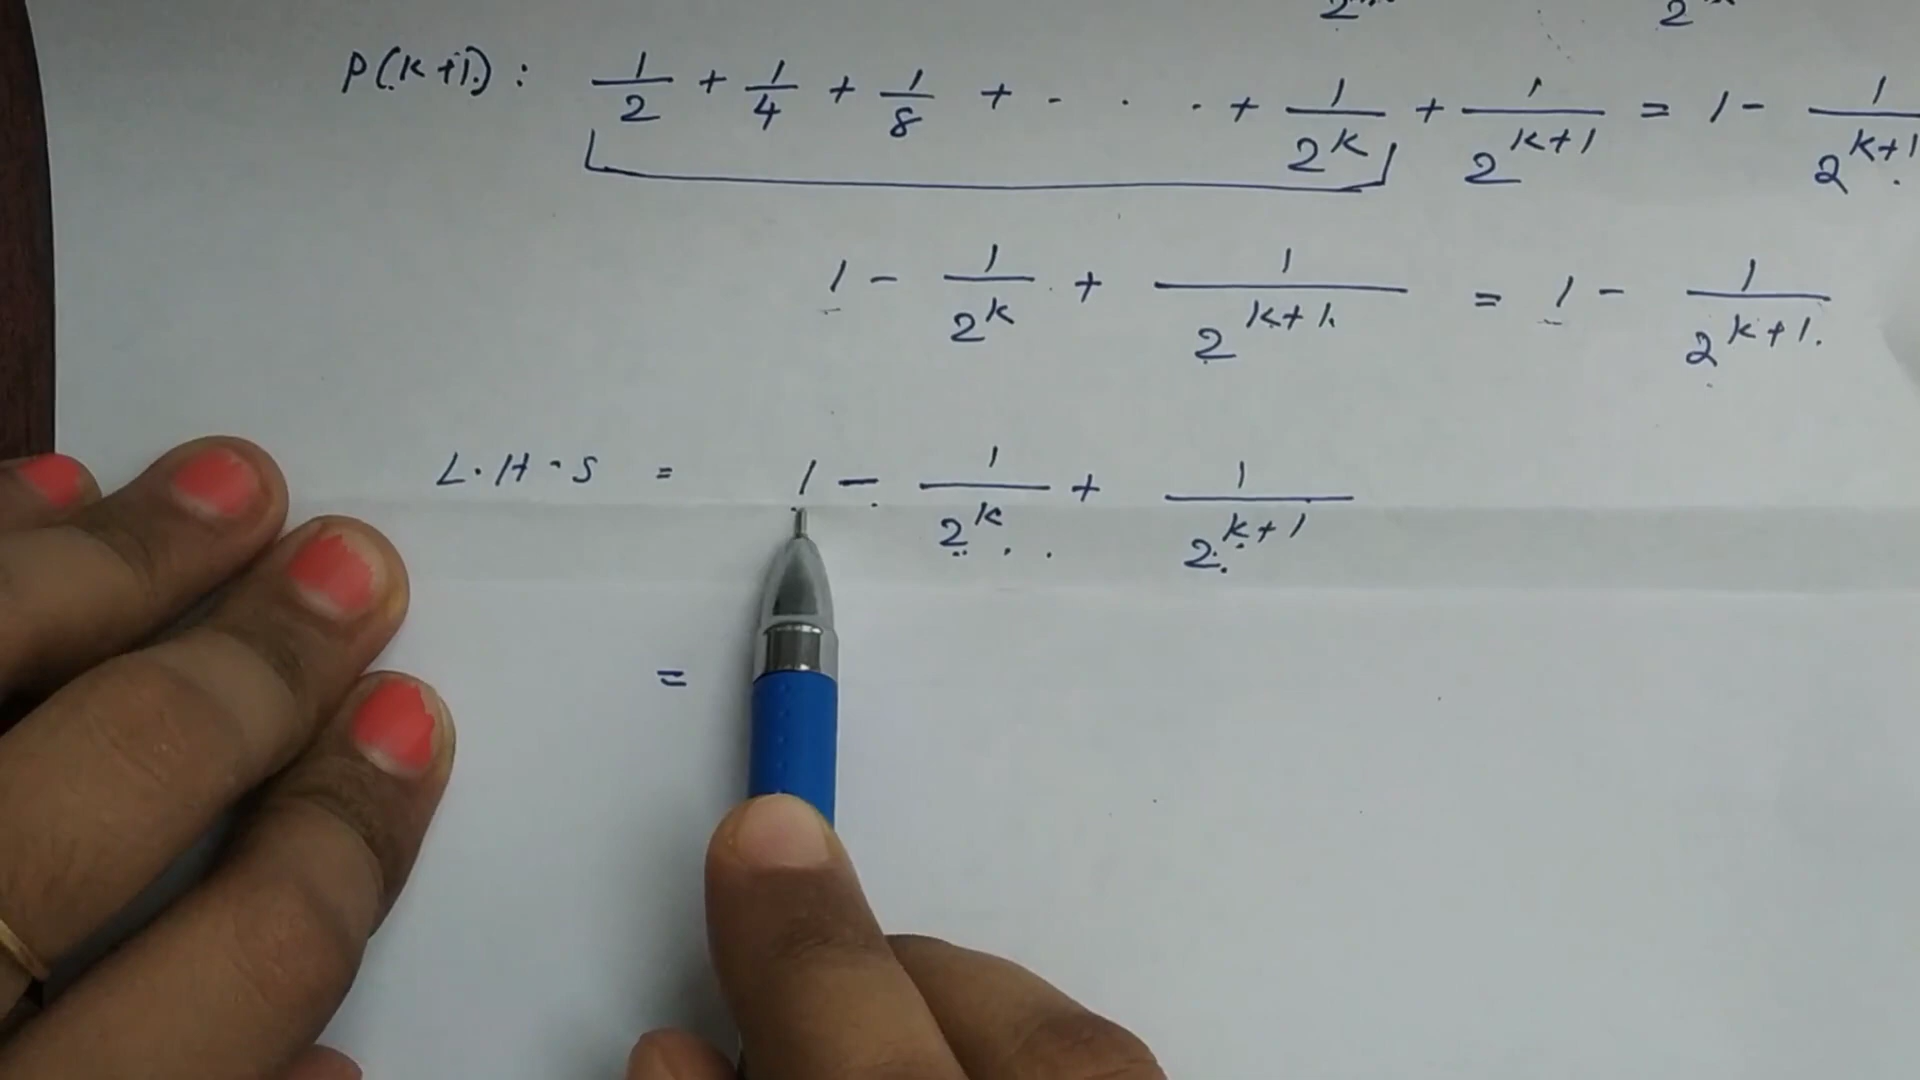 P(k+1) : 1/2 + 1/4 + 1/8 + . . . + 1/2^k + 1/2^(k+1) = 1 - 1/2^(k+1)
1 - 1/2^k + 1/2^(k+1) = 1 - 1/2^(k+1)
L.H.S = 1 - 1/2^k + 1/2^(k+1)
=